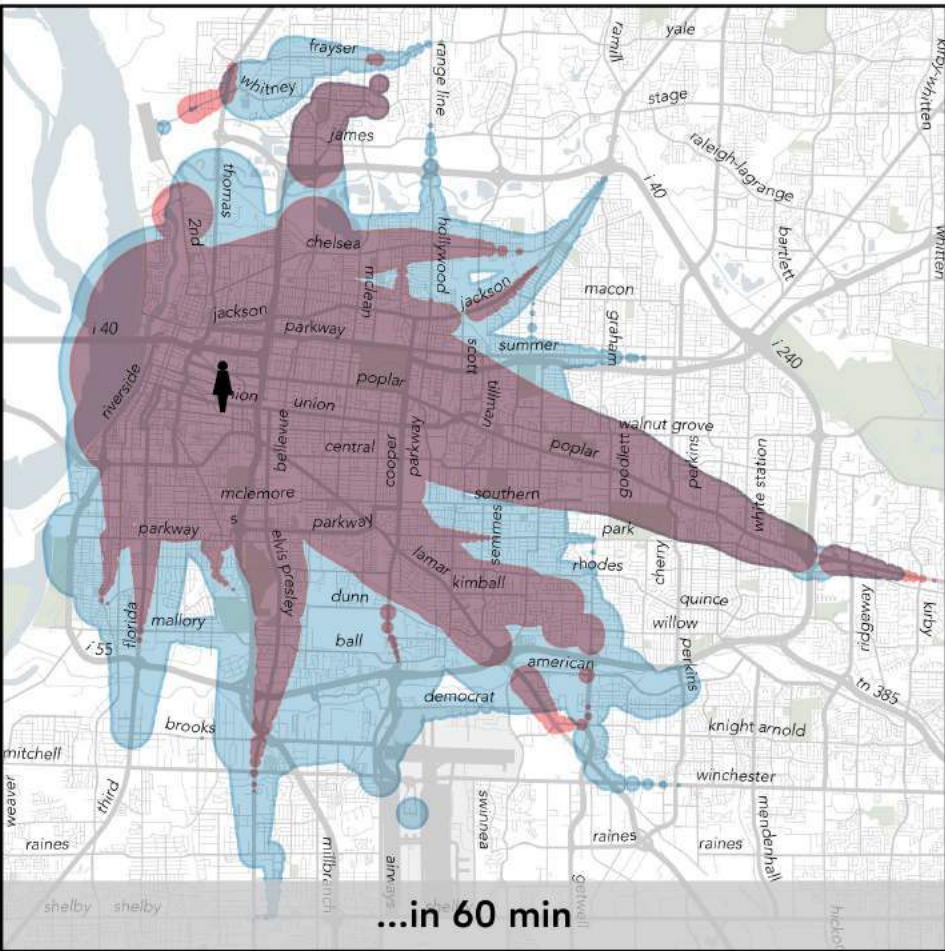 yale
ramill
kirby-whitten
frayser
range line
whitney
stage
james
raleigh-lagrange
thomas
i 40
2nd
hollywood
bartlett
whitten
chelsea
mclean
jackson
macon
jackson
parkway
graham
i 40
summer
scott
i 240
poplar
tillman
riverside
union
union
walnut grove
bellevue
central
cooper
parkway
poplar
goodlett
perkins
white station
mclemore
southern
s
parkway
parkway
semmes
park
elvis presley
lamar
rhodes
cherry
kimball
dunn
quince
ridgeway
kirby
florida
mallory
ball
willow
i 55
american
perkins
tn 385
democrat
brooks
knight arnold
mitchell
winchester
weaver
third
swinnea
mendenhall
raines
millbranch
airways
raines
raines
getwell
shelby
shelby
shelby
...in 60 min